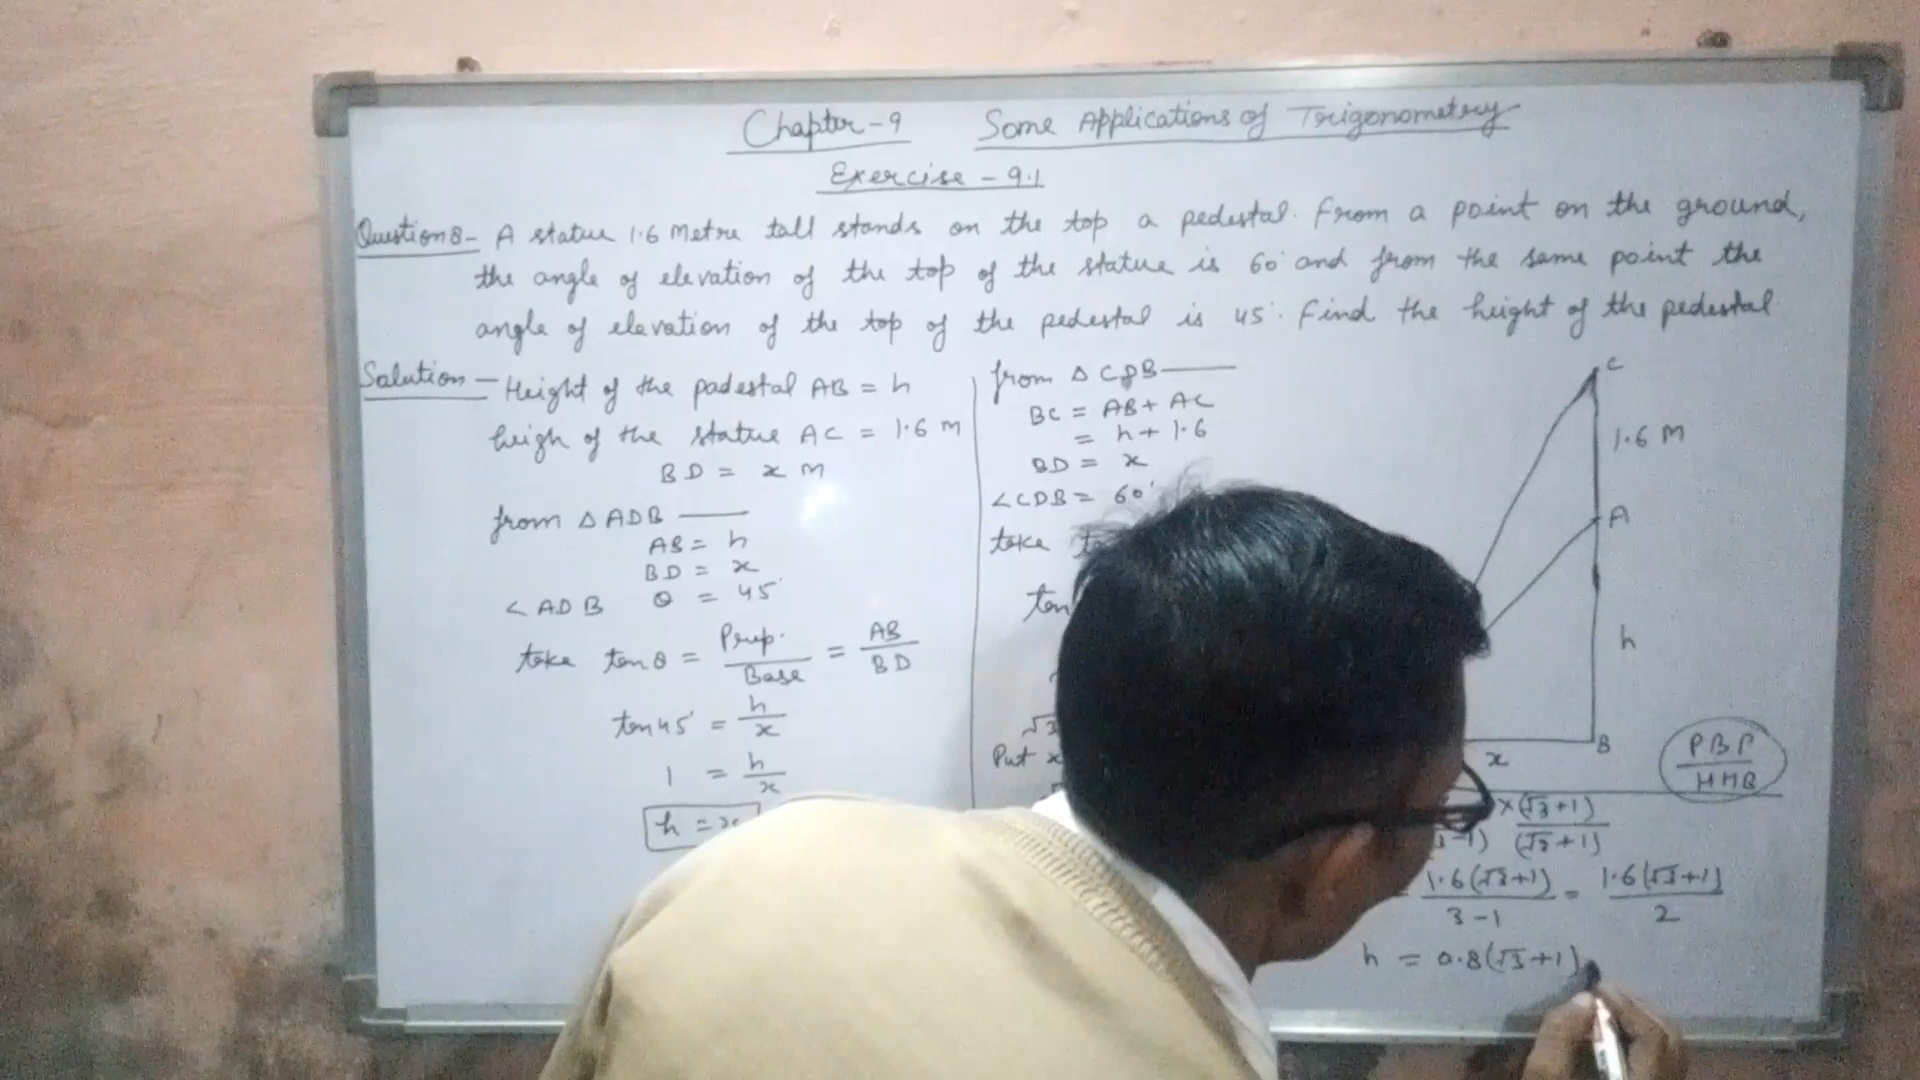 Chapter-9 Some Applications of Trigonometry
Exercise - 9.1
Question 8- A statue 1.6 Metre tall stands on the top a pedestal. From a point on the ground,
the angle of elevation of the top of the statue is 60° and from the same point the
angle of elevation of the top of the pedestal is 45°. Find the height of the pedestal
Solution - Height of the padestal AB = h
heigh of the statue AC = 1.6 m
BD = x m
from △ ADB
AB = h
BD = x
∠ ADB θ = 45°
take tan θ = Prep. / Base = AB / BD
tan 45° = h / x
1 = h / x
h = x
from △ CDB
BC = AB + AC
= h + 1.6
BD = x
∠CDB = 60°
take
tan
√3
Put x
C
1.6 M
A
h
B
x
PBP / HHB
× (√3+1) / (√3+1)
= 1.6(√3+1) / 3-1 = 1.6(√3+1) / 2
h = 0.8(√3+1)